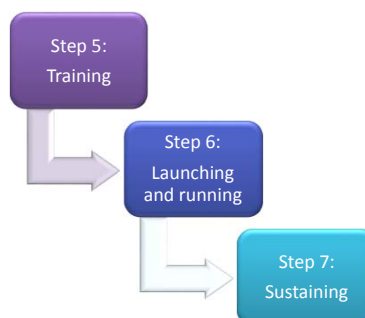 Step 5:
Training
Step 6:
Launching
and running
Step 7:
Sustaining